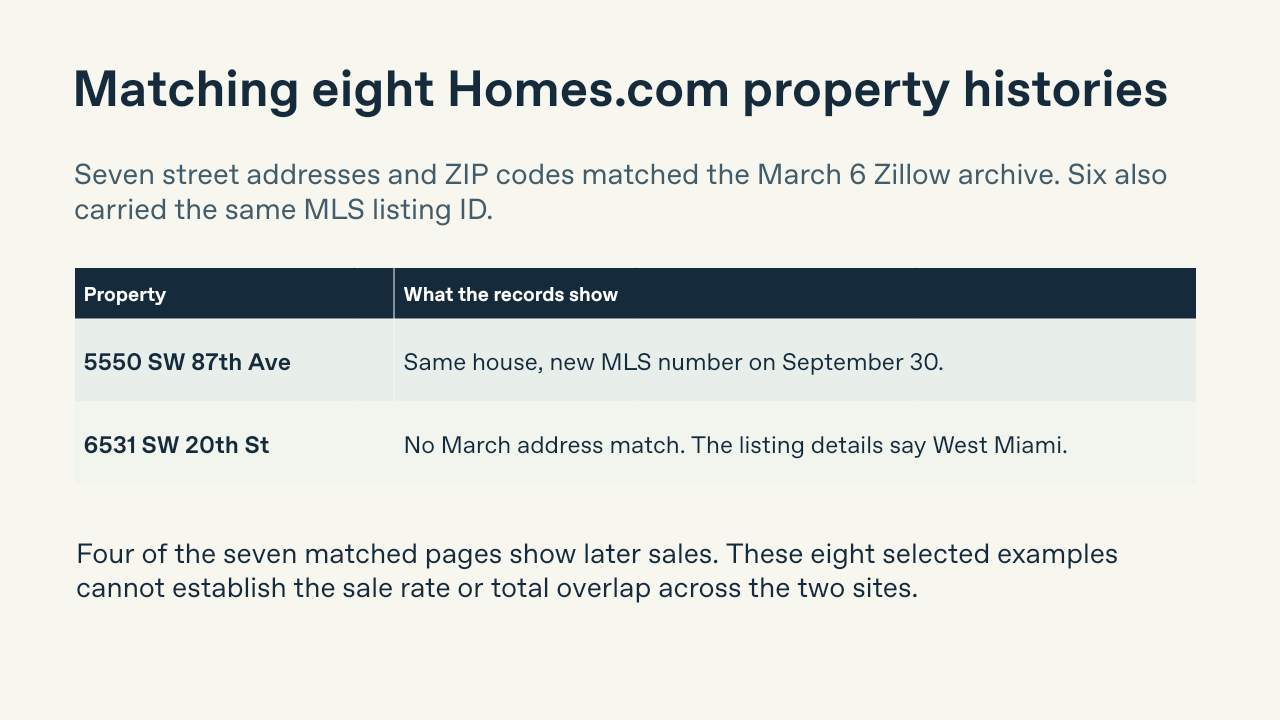 Matching eight Homes.com property histories
Seven street addresses and ZIP codes matched the March 6 Zillow archive. Six also
carried the same MLS listing ID.
Property What the records show
5550 SW 87th Ave Same house, new MLS number on September 30.
6531 SW 20th St No March address match. The listing details say West Miami.
Four of the seven matched pages show later sales. These eight selected examples
cannot establish the sale rate or total overlap across the two sites.